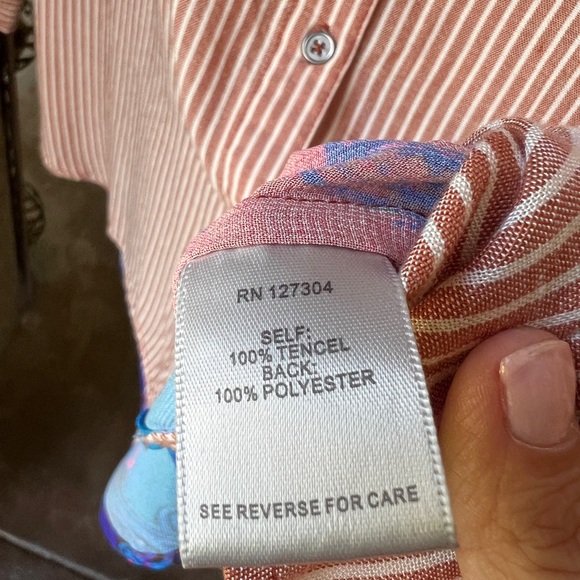 RN 127304
SELF:
100% TENCEL
BACK:
100% POLYESTER
SEE REVERSE FOR CARE